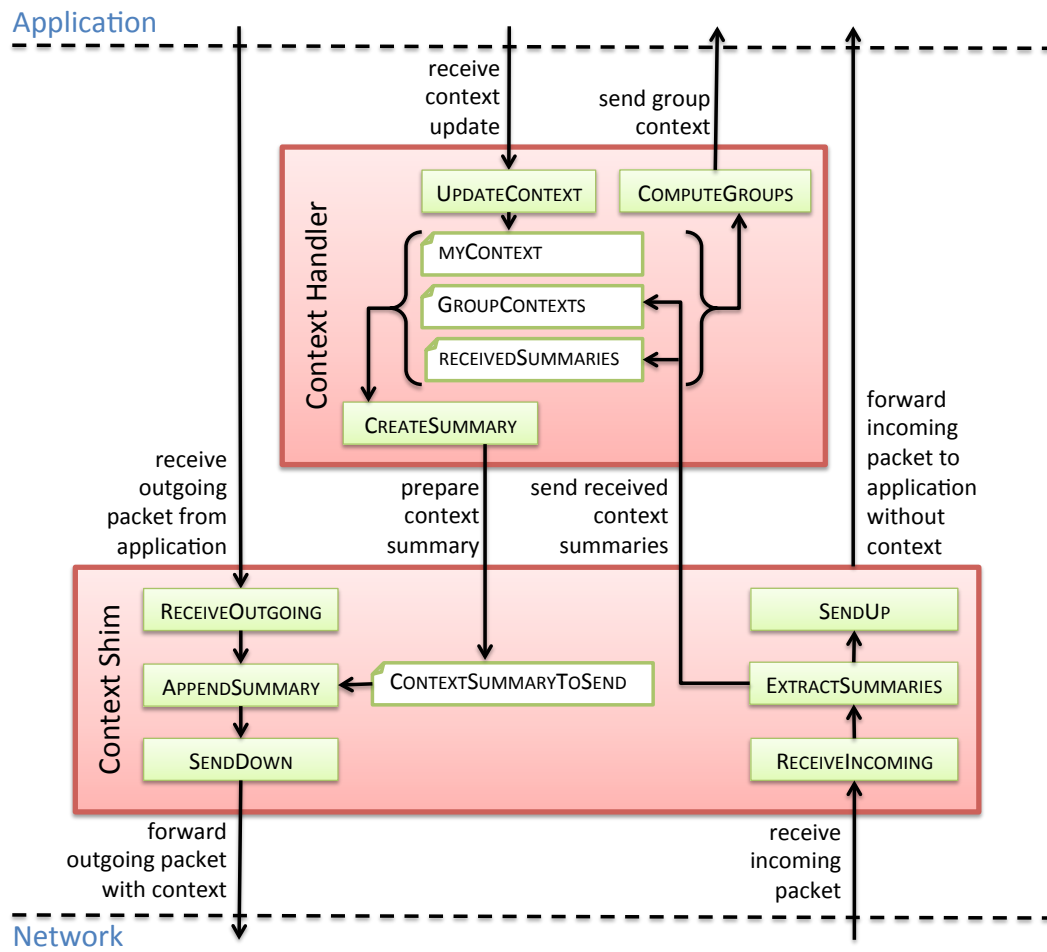 Application
receive
context
update
send group
context
Context Handler
UPDATECONTEXT
COMPUTEGROUPS
MYCONTEXT
GROUPCONTEXTS
RECEIVEDSUMMARIES
CREATESUMMARY
receive
outgoing
packet from
application
prepare
context
summary
send received
context
summaries
forward
incoming
packet to
application
without
context
Context Shim
RECEIVEOUTGOING
SENDUP
APPENDSUMMARY
CONTEXTSUMMARYTOSEND
EXTRACTSUMMARIES
SENDDOWN
RECEIVEINCOMING
forward
outgoing packet
with context
receive
incoming
packet
Network